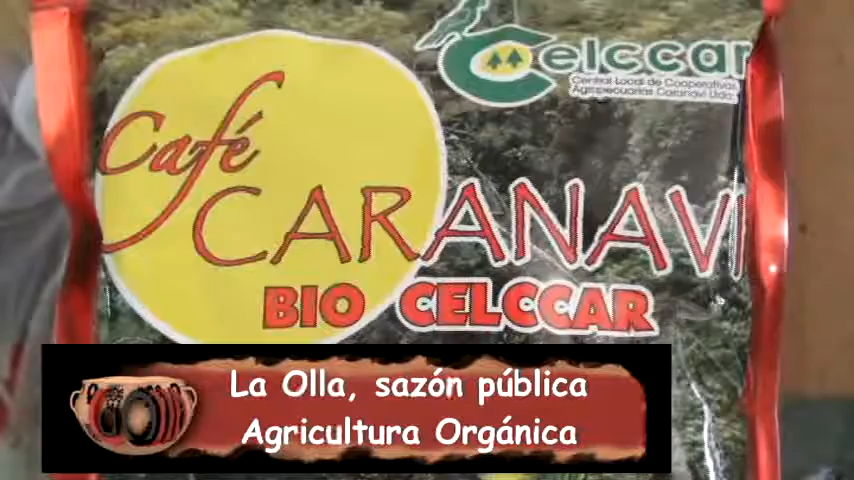 Celccar
Central Local de Cooperativas
Agropecuarias Caranavi Ltda.
Café
CARANAVI
BIO CELCCAR
La Olla, sazón pública
Agricultura Orgánica